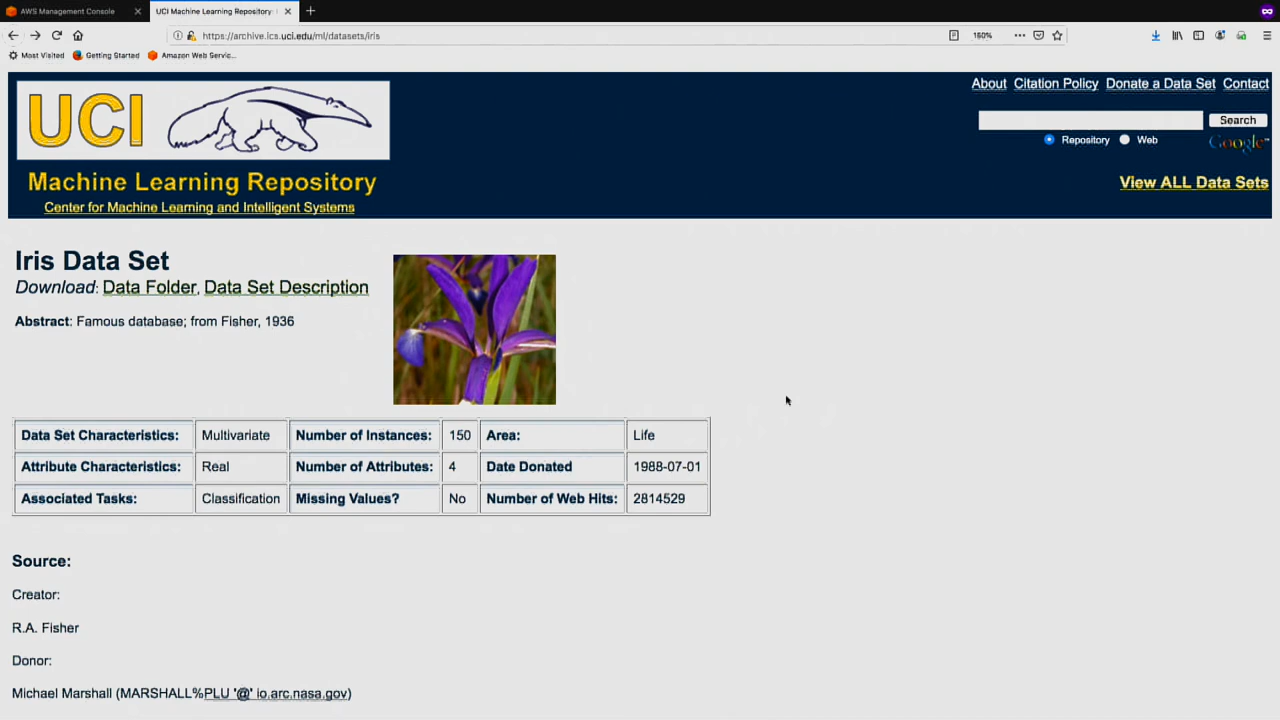 AWS Management Console
UCI Machine Learning Repository:
https://archive.ics.uci.edu/ml/datasets/iris
160%
Most Visited
Getting Started
Amazon Web Servic...
UCI
Machine Learning Repository
Center for Machine Learning and Intelligent Systems
About Citation Policy Donate a Data Set Contact
Search
Repository Web
Google™
View ALL Data Sets
Iris Data Set
Download: Data Folder, Data Set Description
Abstract: Famous database; from Fisher, 1936
Data Set Characteristics: Multivariate Number of Instances: 150 Area: Life
Attribute Characteristics: Real Number of Attributes: 4 Date Donated 1988-07-01
Associated Tasks: Classification Missing Values? No Number of Web Hits: 2814529
Source:
Creator:
R.A. Fisher
Donor:
Michael Marshall (MARSHALL%PLU '@' io.arc.nasa.gov)